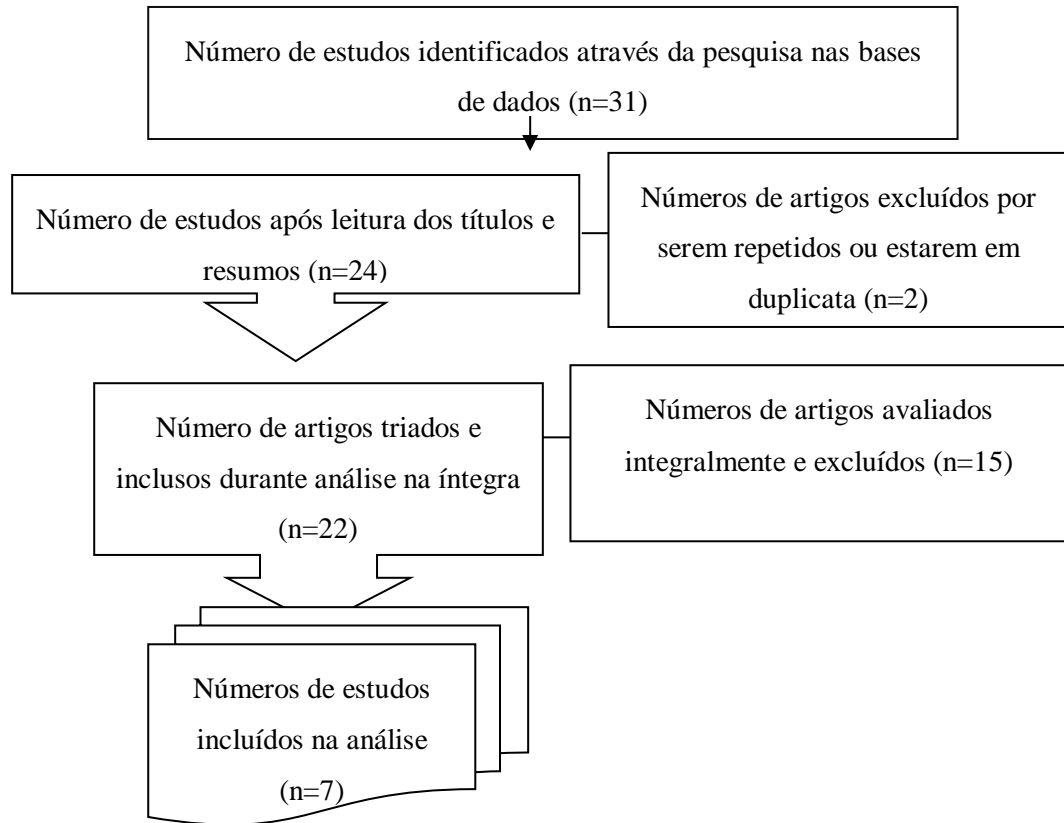 Número de estudos identificados através da pesquisa nas bases
de dados (n=31)
Número de estudos após leitura dos títulos e
resumos (n=24)
Números de artigos excluídos por
serem repetidos ou estarem em
duplicata (n=2)
Número de artigos triados e
inclusos durante análise na íntegra
(n=22)
Números de artigos avaliados
integralmente e excluídos (n=15)
Números de estudos
incluídos na análise
(n=7)